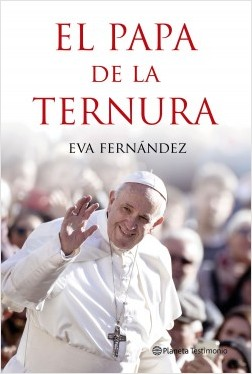 EL PAPA
DE LA
TERNURA
EVA FERNÁNDEZ
Planeta Testimonio